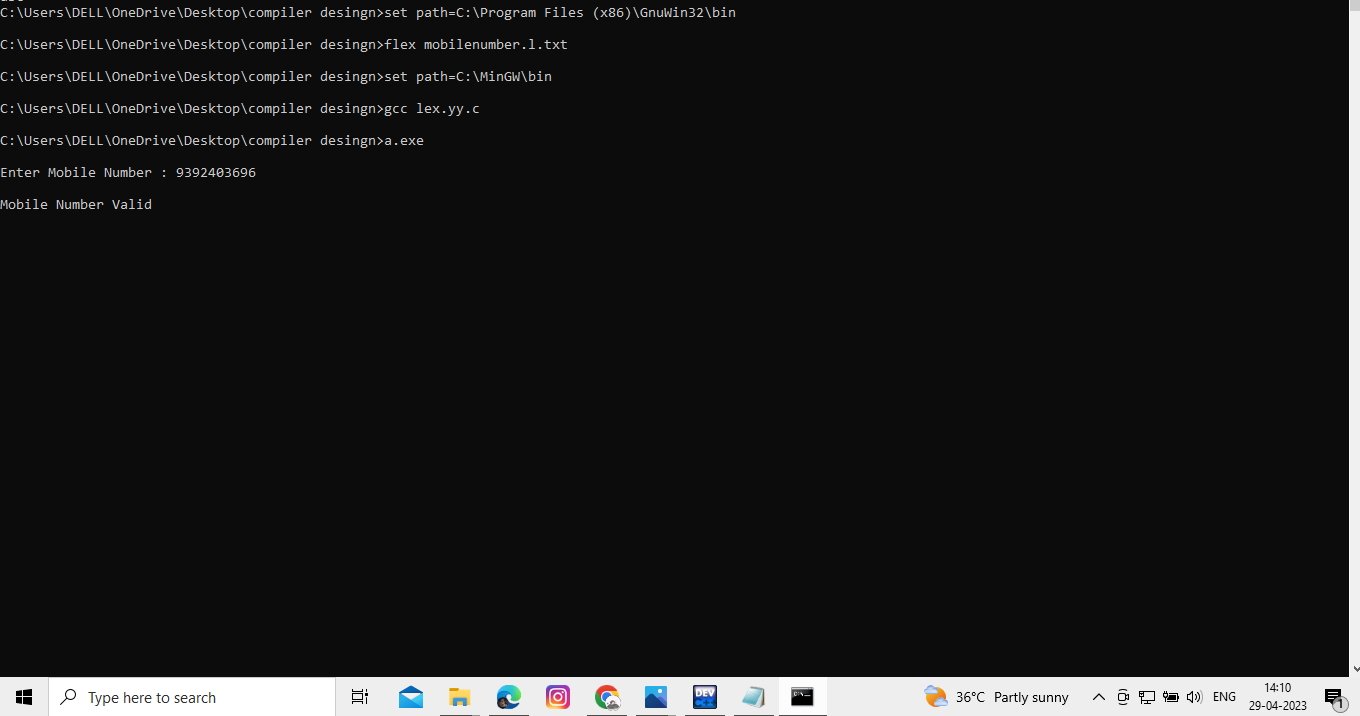 C:\Users\DELL\OneDrive\Desktop\compiler desingn>set path=C:\Program Files (x86)\GnuWin32\bin
C:\Users\DELL\OneDrive\Desktop\compiler desingn>flex mobilenumber.l.txt
C:\Users\DELL\OneDrive\Desktop\compiler desingn>set path=C:\MinGW\bin
C:\Users\DELL\OneDrive\Desktop\compiler desingn>gcc lex.yy.c
C:\Users\DELL\OneDrive\Desktop\compiler desingn>a.exe
Enter Mobile Number : 9392403696
Mobile Number Valid
Type here to search
DEV
36°C Partly sunny
ENG
14:10
29-04-2023
1